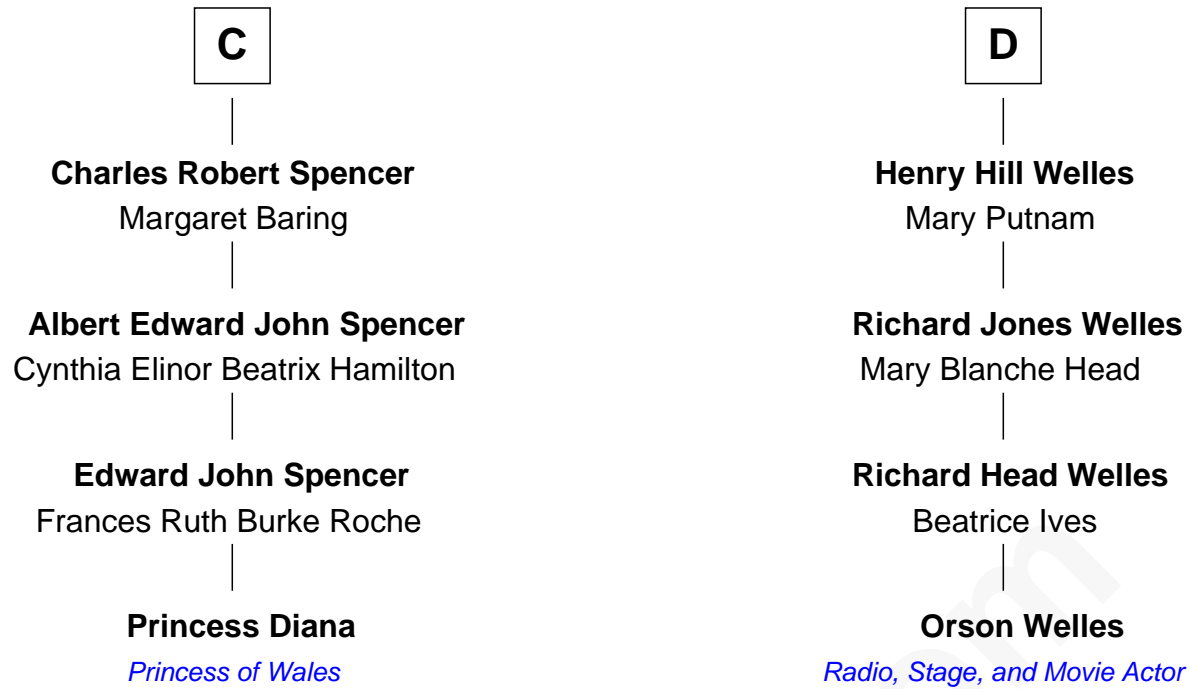 C
Charles Robert Spencer
Margaret Baring
Albert Edward John Spencer
Cynthia Elinor Beatrix Hamilton
Edward John Spencer
Frances Ruth Burke Roche
Princess Diana
Princess of Wales
D
Henry Hill Welles
Mary Putnam
Richard Jones Welles
Mary Blanche Head
Richard Head Welles
Beatrice Ives
Orson Welles
Radio, Stage, and Movie Actor